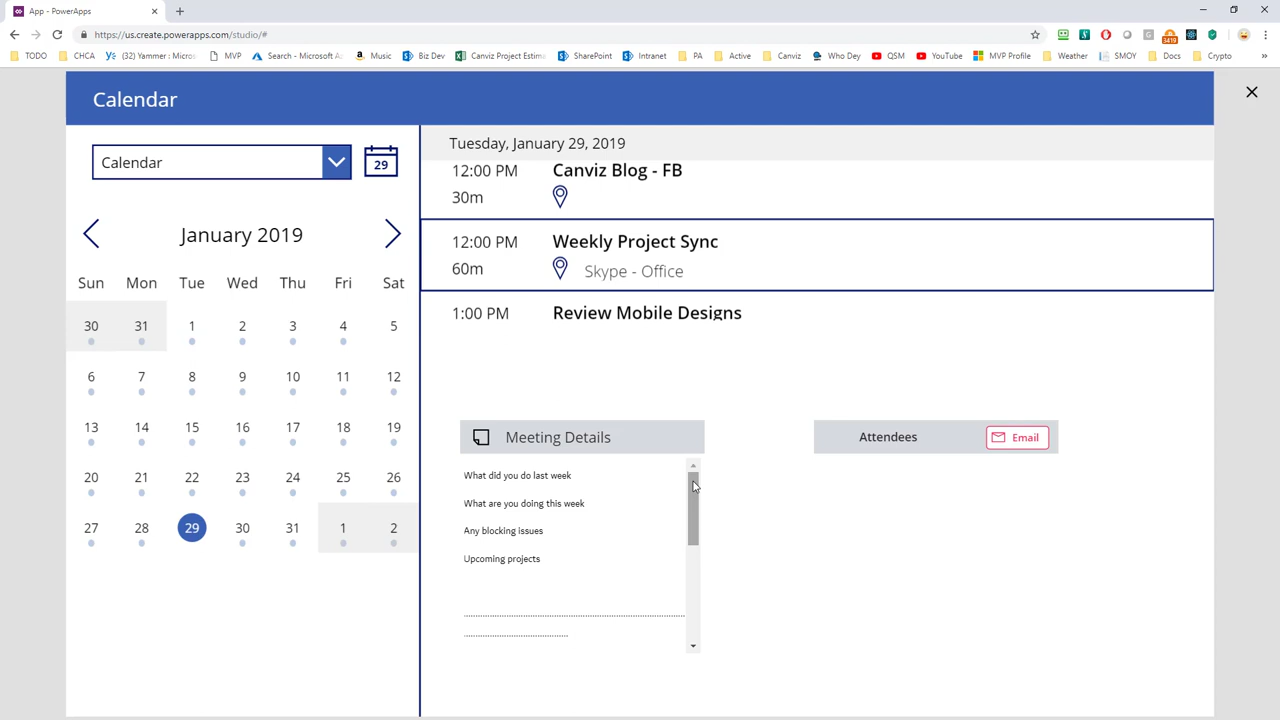 App - PowerApps
https://us.create.powerapps.com/studio/#
TODO CHCA (32) Yammer : Micros MVP Search - Microsoft A Music Biz Dev Canviz Project Estima SharePoint Intranet PA Active Canviz Who Dey QSM YouTube MVP Profile Weather SMOY Docs Crypto »
3419
Calendar
Calendar
29
January 2019
Sun Mon Tue Wed Thu Fri Sat
30 31 1 2 3 4 5
6 7 8 9 10 11 12
13 14 15 16 17 18 19
20 21 22 23 24 25 26
27 28 29 30 31 1 2
Tuesday, January 29, 2019
12:00 PM Canviz Blog - FB
30m
12:00 PM Weekly Project Sync
60m Skype - Office
1:00 PM Review Mobile Designs
Meeting Details
What did you do last week
What are you doing this week
Any blocking issues
Upcoming projects
Attendees
Email